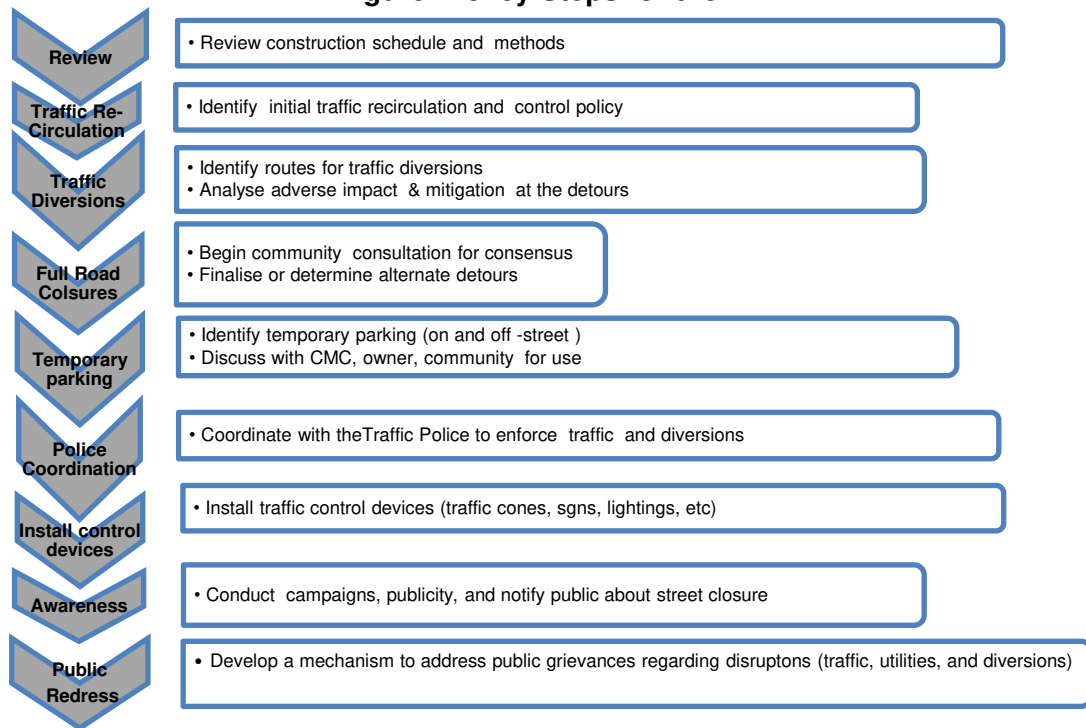 Review
• Review construction schedule and methods
Traffic Re-
Circulation
• Identify initial traffic recirculation and control policy
Traffic
Diversions
• Identify routes for traffic diversions
• Analyse adverse impact & mitigation at the detours
Full Road
Colsures
• Begin community consultation for consensus
• Finalise or determine alternate detours
Temporary
parking
• Identify temporary parking (on and off -street )
• Discuss with CMC, owner, community for use
Police
Coordination
• Coordinate with theTraffic Police to enforce traffic and diversions
Install control
devices
• Install traffic control devices (traffic cones, sgns, lightings, etc)
Awareness
• Conduct campaigns, publicity, and notify public about street closure
Public
Redress
• Develop a mechanism to address public grievances regarding disruptons (traffic, utilities, and diversions)